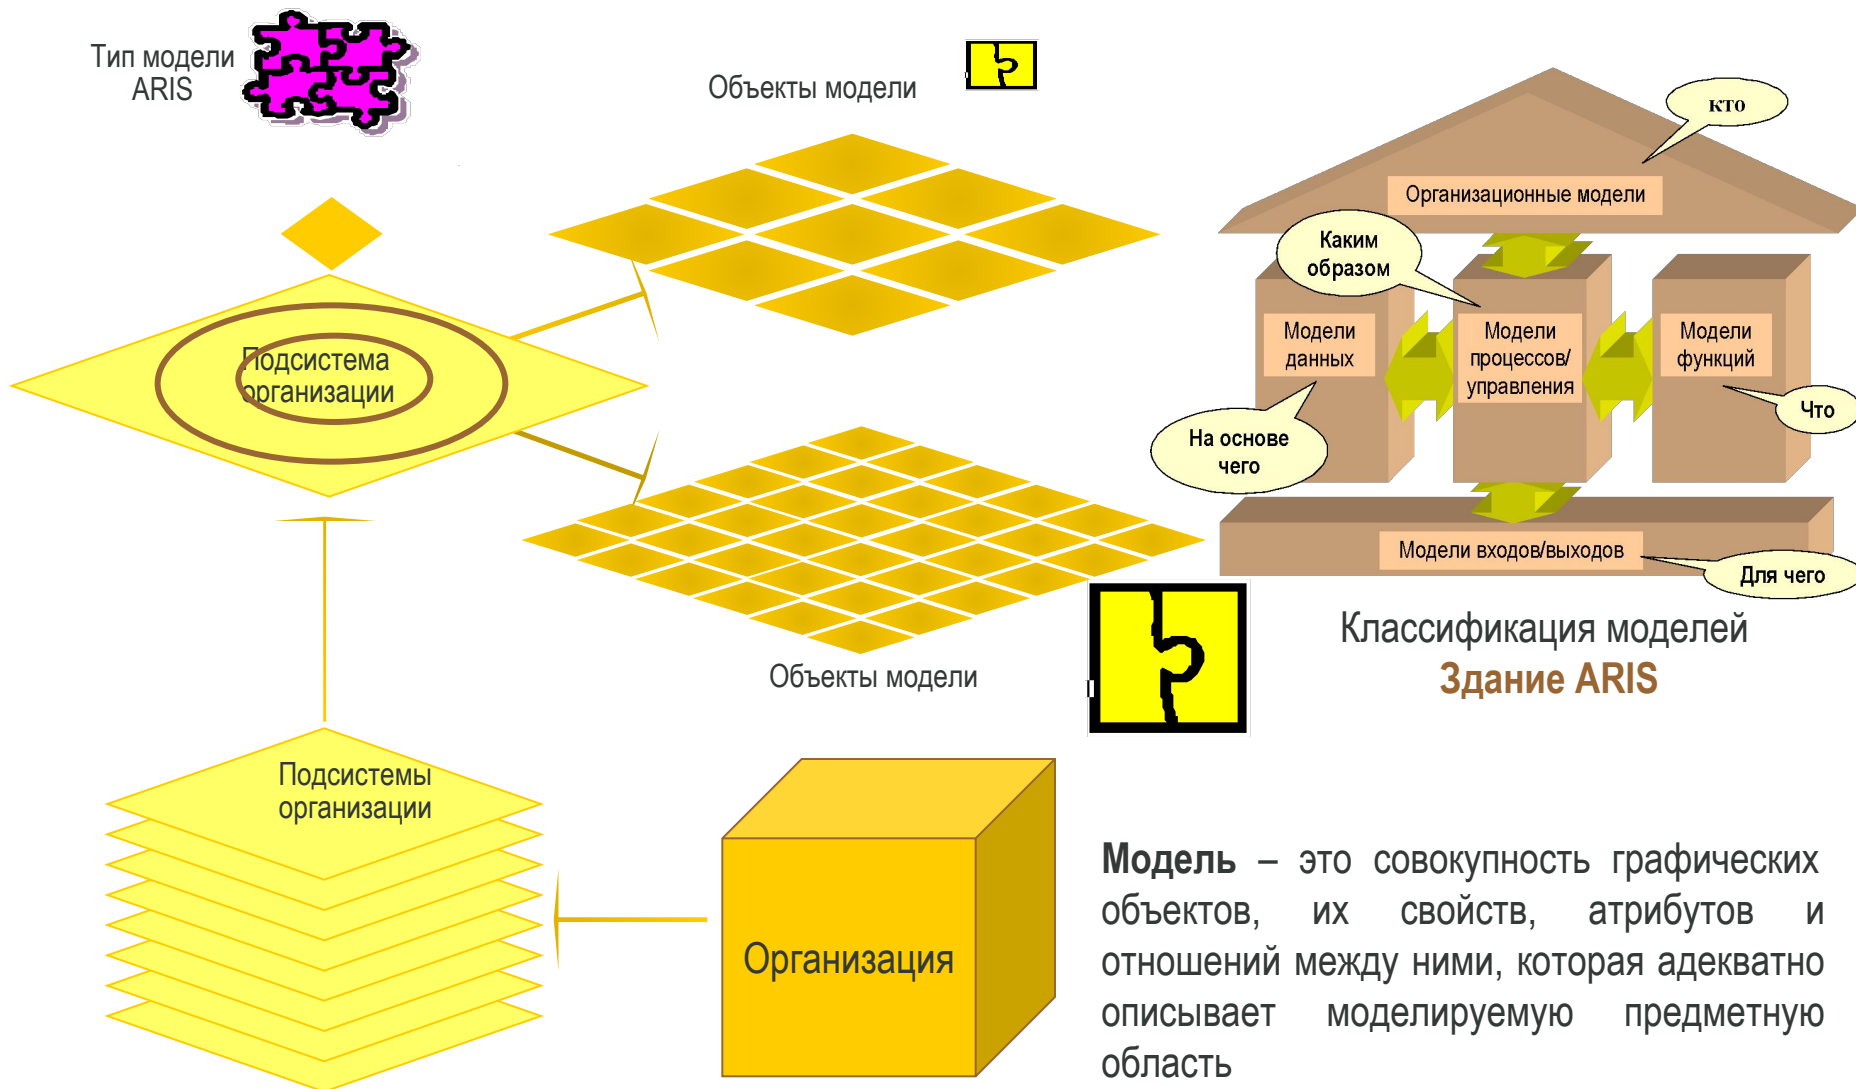 Тип модели
ARIS
Объекты модели
Подсистема
организации
Объекты модели
Подсистемы
организации
Организация
кто
Организационные модели
Каким
образом
Модели
данных
Модели
процессов/
управления
Модели
функций
Что
На основе
чего
Модели входов/выходов
Для чего
Классификация моделей
Здание ARIS
Модель – это совокупность графических
объектов, их свойств, атрибутов и
отношений между ними, которая адекватно
описывает моделируемую предметную
область